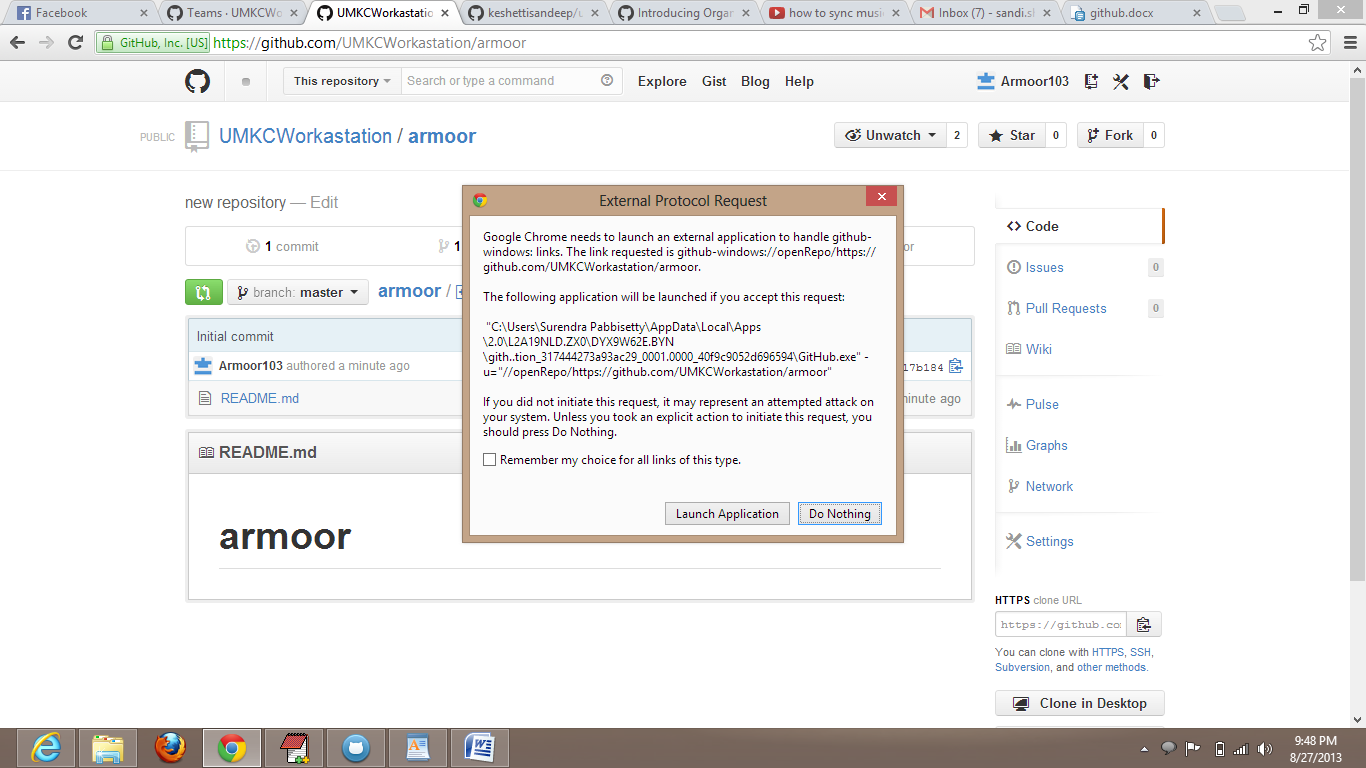 Facebook
Teams · UMKCWo
UMKCWorkastatio
keshettisandeep/u
Introducing Organ
how to sync music
Inbox (7) - sandi.sh
github.docx
GitHub, Inc. [US] https://github.com/UMKCWorkastation/armoor
This repository Search or type a command Explore Gist Blog Help Armoor103
PUBLIC UMKCWorkastation / armoor Unwatch 2 Star 0 Fork 0
new repository — Edit
1 commit 1
branch: master armoor /
Initial commit
Armoor103 authored a minute ago 17b184
README.md inute ago
README.md
armoor
External Protocol Request
Google Chrome needs to launch an external application to handle github-
windows: links. The link requested is github-windows://openRepo/https://
github.com/UMKCWorkastation/armoor.
The following application will be launched if you accept this request:
"C:\Users\Surendra Pabbisetty\AppData\Local\Apps
\2.0\L2A19NLD.ZX0\DYX9W62E.BYN
\gith..tion_317444273a93ac29_0001.0000_40f9c9052d696594\GitHub.exe" -
u="//openRepo/https://github.com/UMKCWorkastation/armoor"
If you did not initiate this request, it may represent an attempted attack on
your system. Unless you took an explicit action to initiate this request, you
should press Do Nothing.
Remember my choice for all links of this type.
Launch Application Do Nothing
Code
Issues 0
Pull Requests 0
Wiki
Pulse
Graphs
Network
Settings
HTTPS clone URL
https://github.co
You can clone with HTTPS, SSH,
Subversion, and other methods.
Clone in Desktop
9:48 PM
8/27/2013